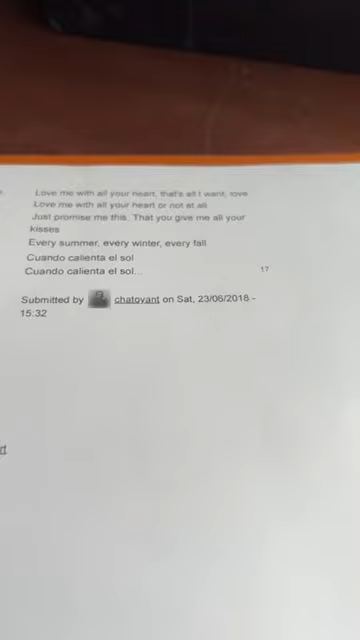 Love me with all your heart, that's all I want, love
Love me with all your heart or not at all
Just promise me this: That you give me all your
kisses
Every summer, every winter, every fall
Cuando calienta el sol
Cuando calienta el sol...
17
Submitted by chatoyant on Sat, 23/06/2018 -
15:32